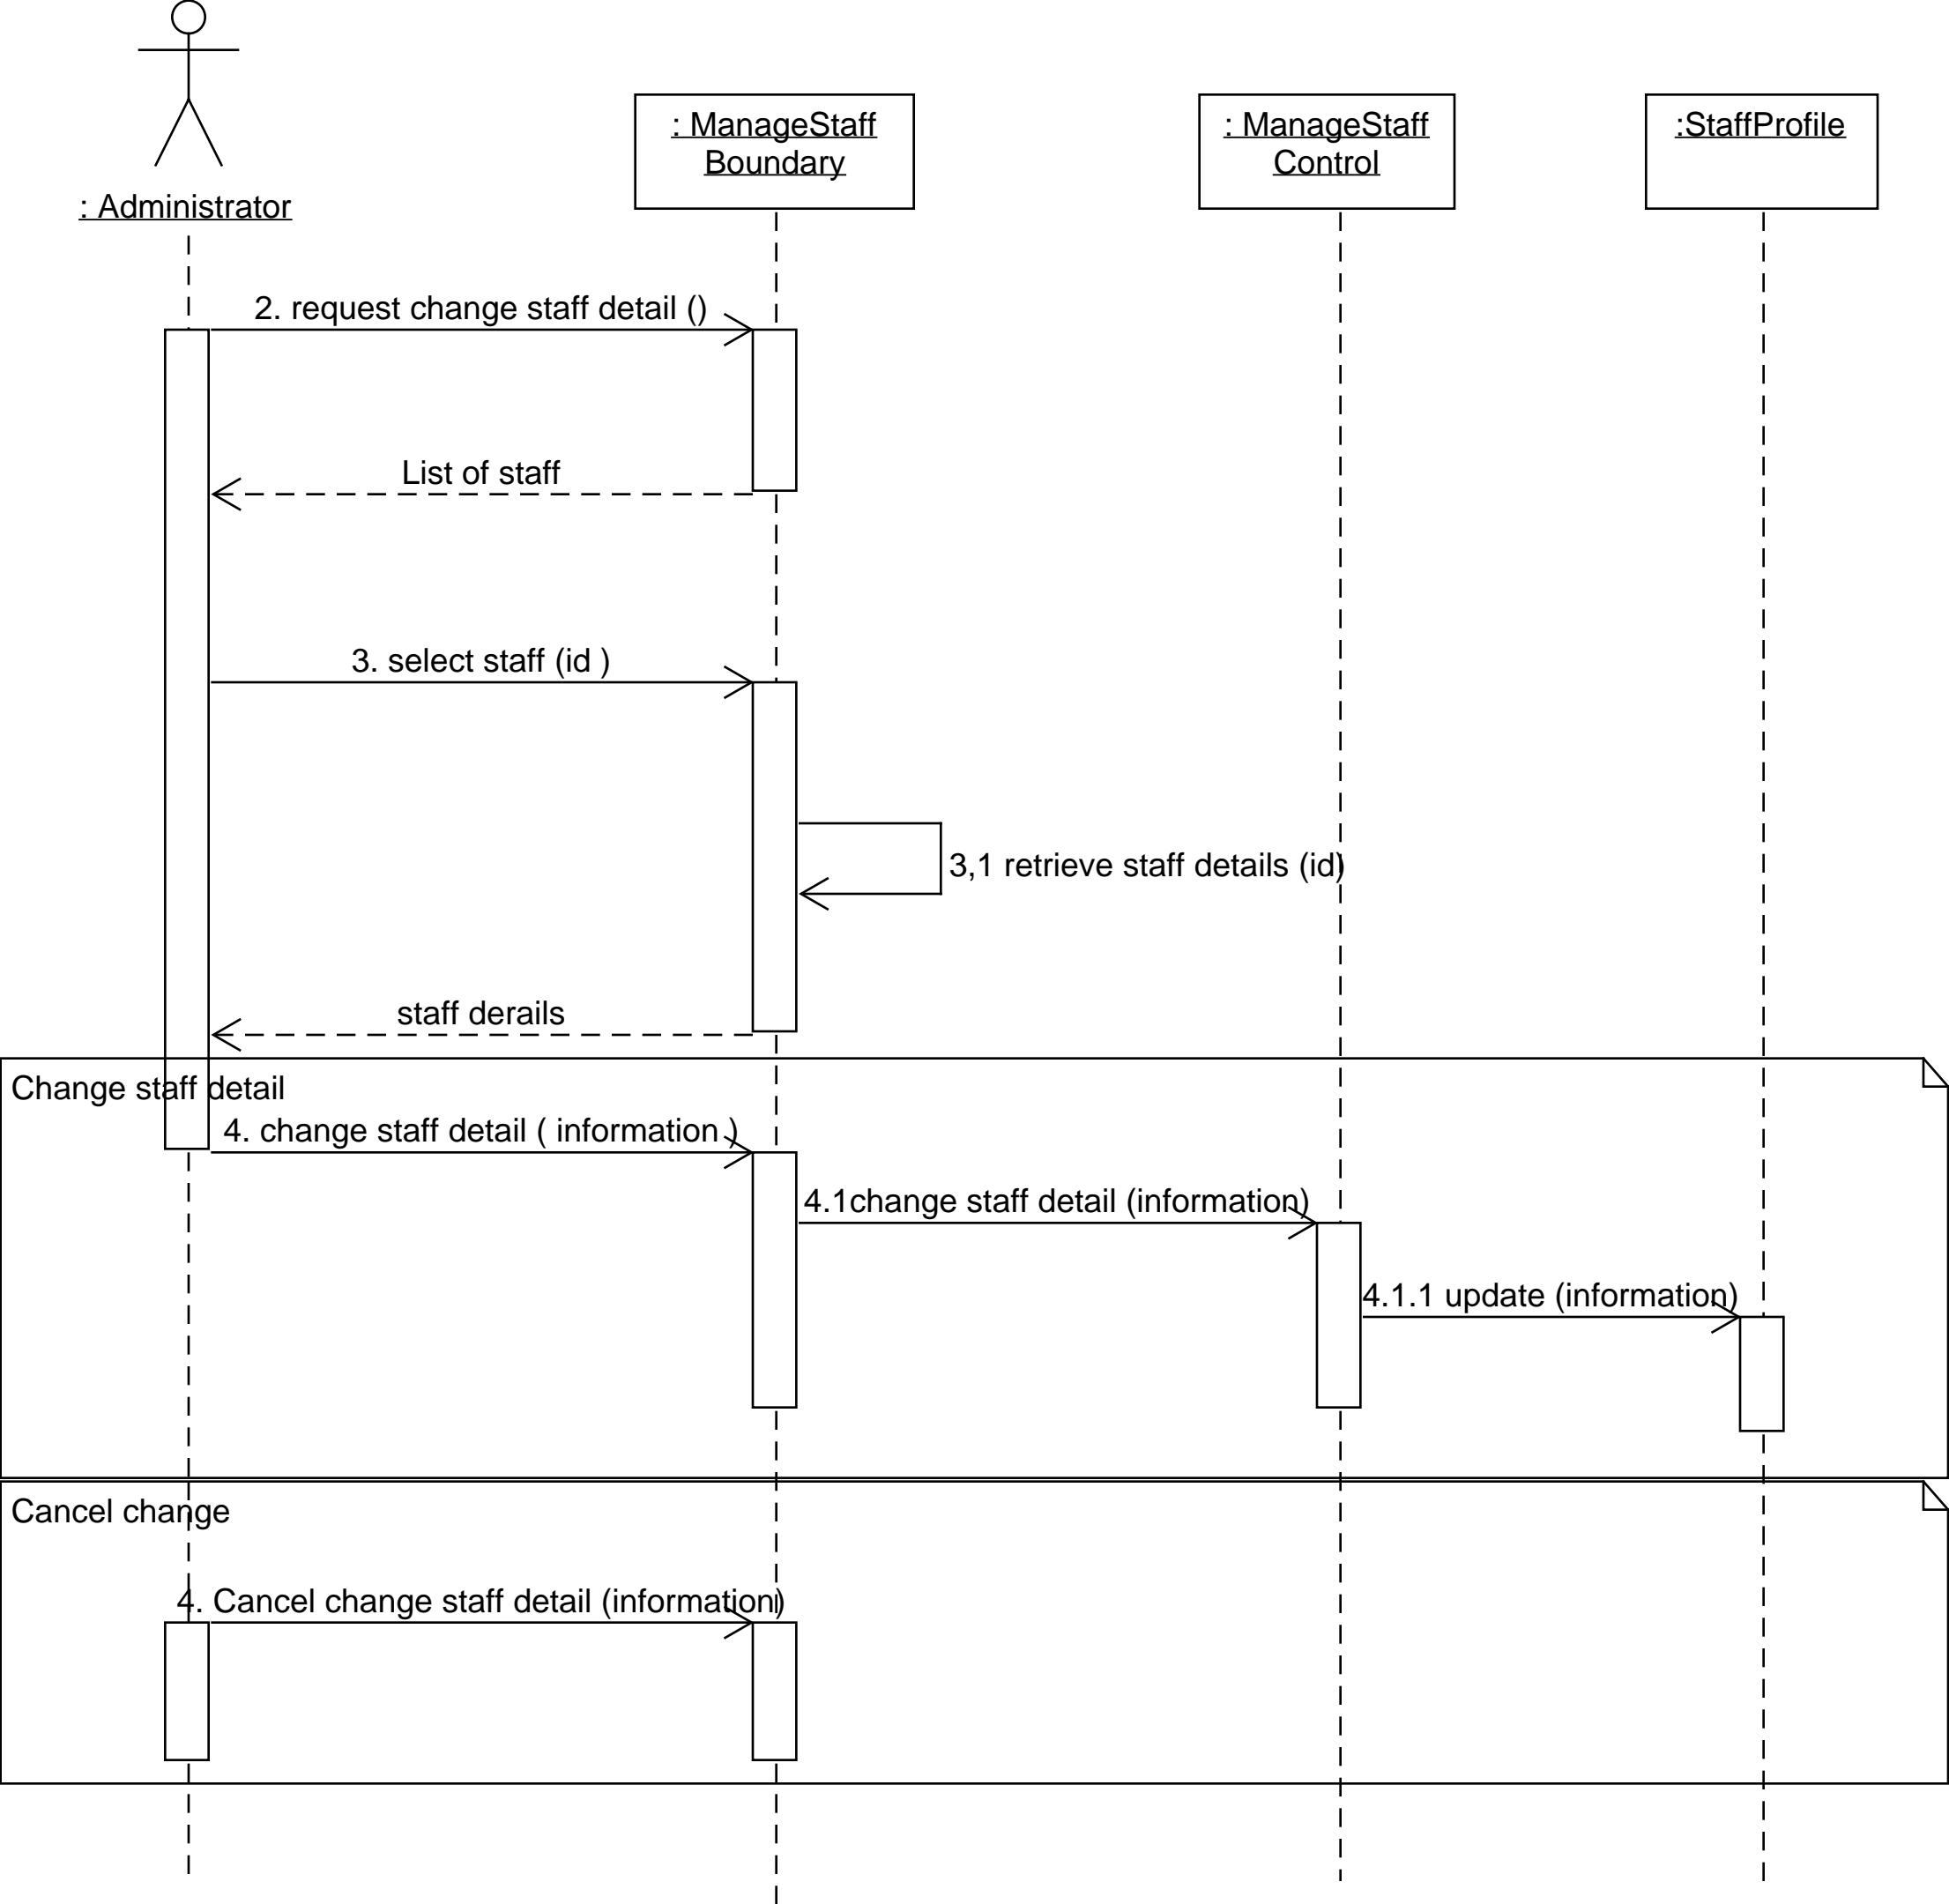 : Administrator
: ManageStaff
Boundary
: ManageStaff
Control
:StaffProfile
2. request change staff detail ()
List of staff
3. select staff (id )
3,1 retrieve staff details (id)
staff derails
Change staff detail
4. change staff detail ( information )
4.1change staff detail (information)
4.1.1 update (information)
Cancel change
4. Cancel change staff detail (information)